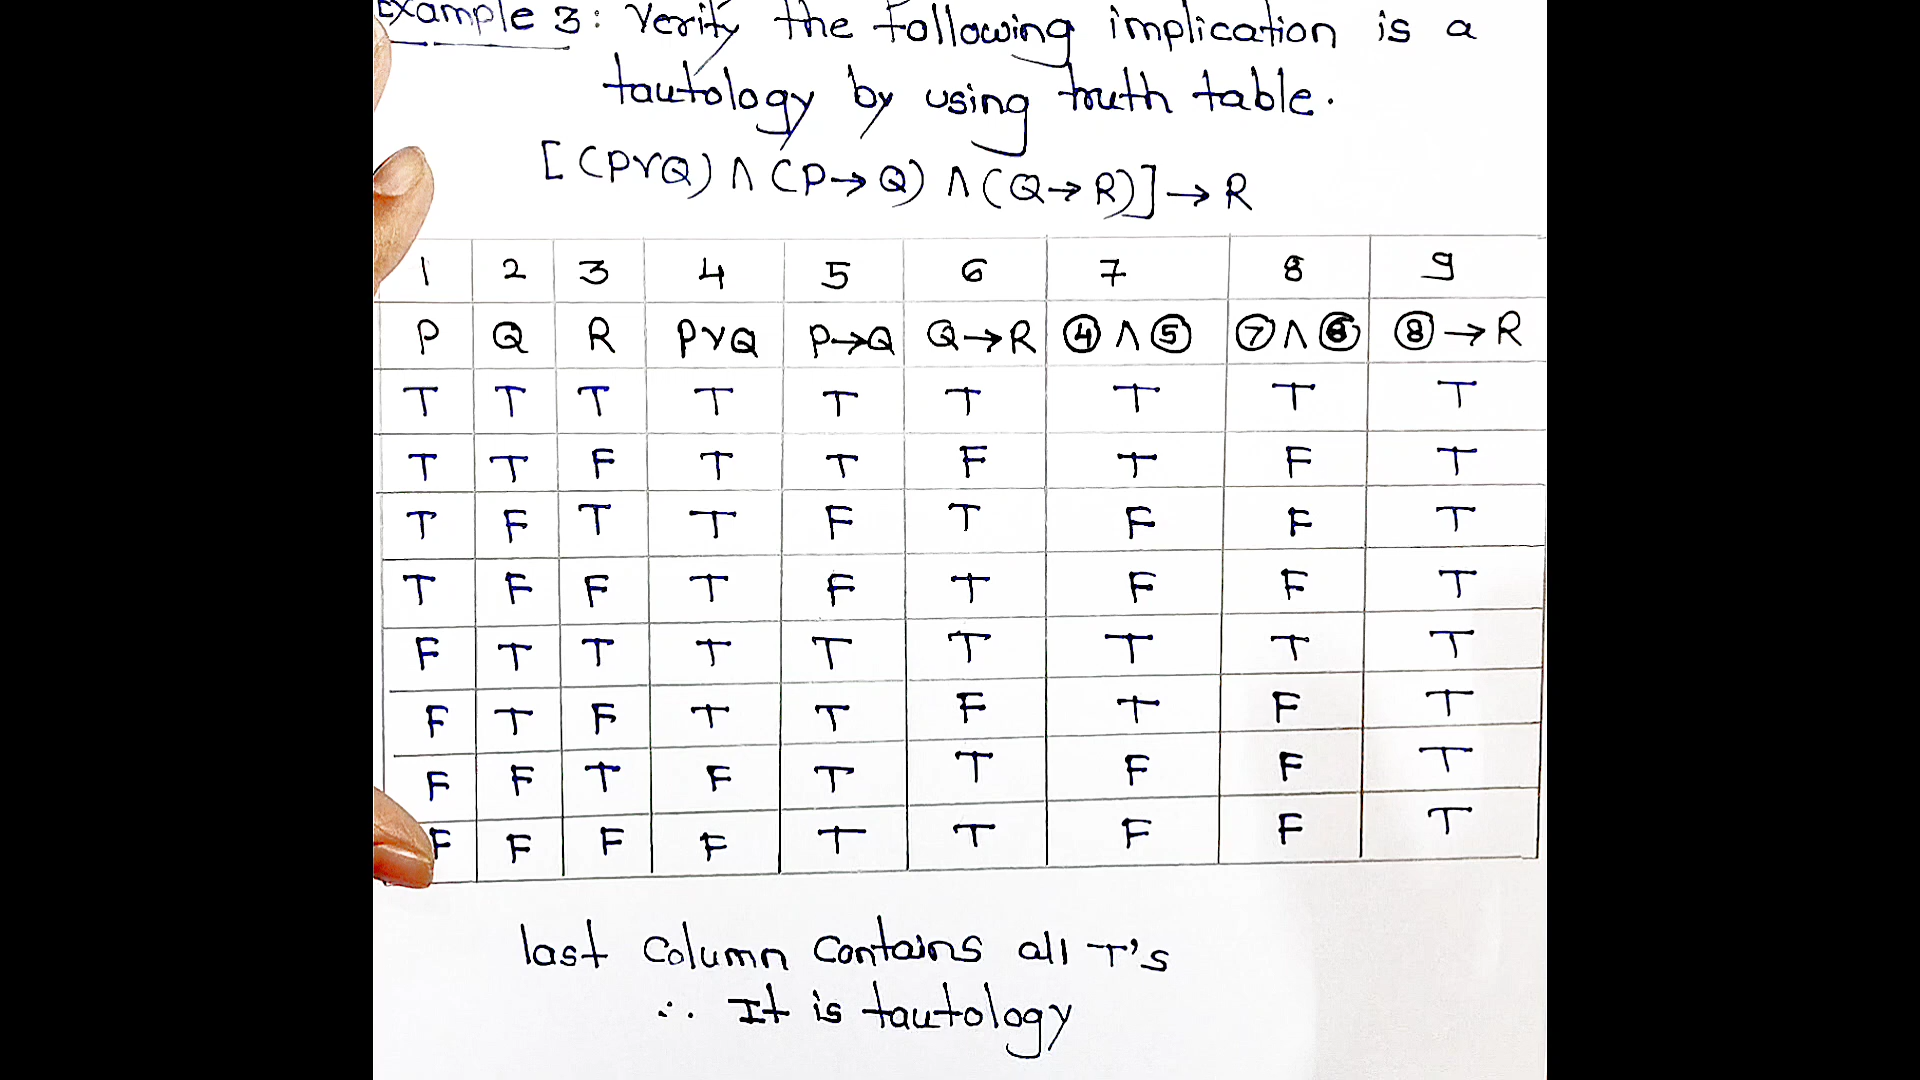 Example 3: Verify the following implication is a
tautology by using truth table.
[(P∨Q) ∧ (P→Q) ∧ (Q→R)] → R
1 2 3 4 5 6 7 8 9
P Q R P∨Q P→Q Q→R ④∧⑤ ⑦∧⑥ ⑧→R
T T T T T T T T T
T T F T T F T F T
T F T T F T F F T
T F F T F T F F T
F T T T T T T T T
F T F T T F T F T
F F T F T T F F T
F F F F T T F F T
last Column Contains all T's
∴ It is tautology